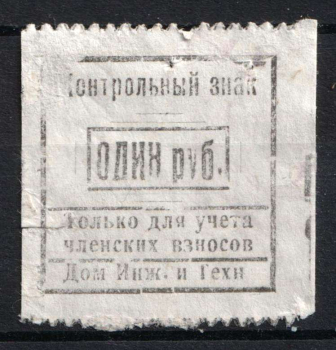 Контрольный знак
ОДИН руб.
Только для учета
членских взносов
Дом Инж. и Техн